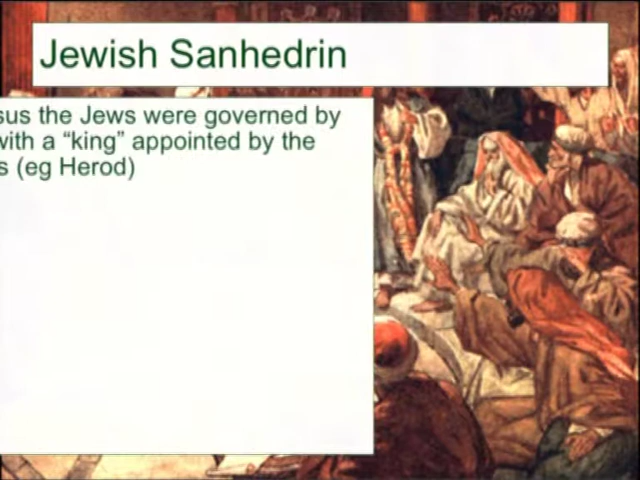 Jewish Sanhedrin
sus the Jews were governed by
with a “king” appointed by the
s (eg Herod)